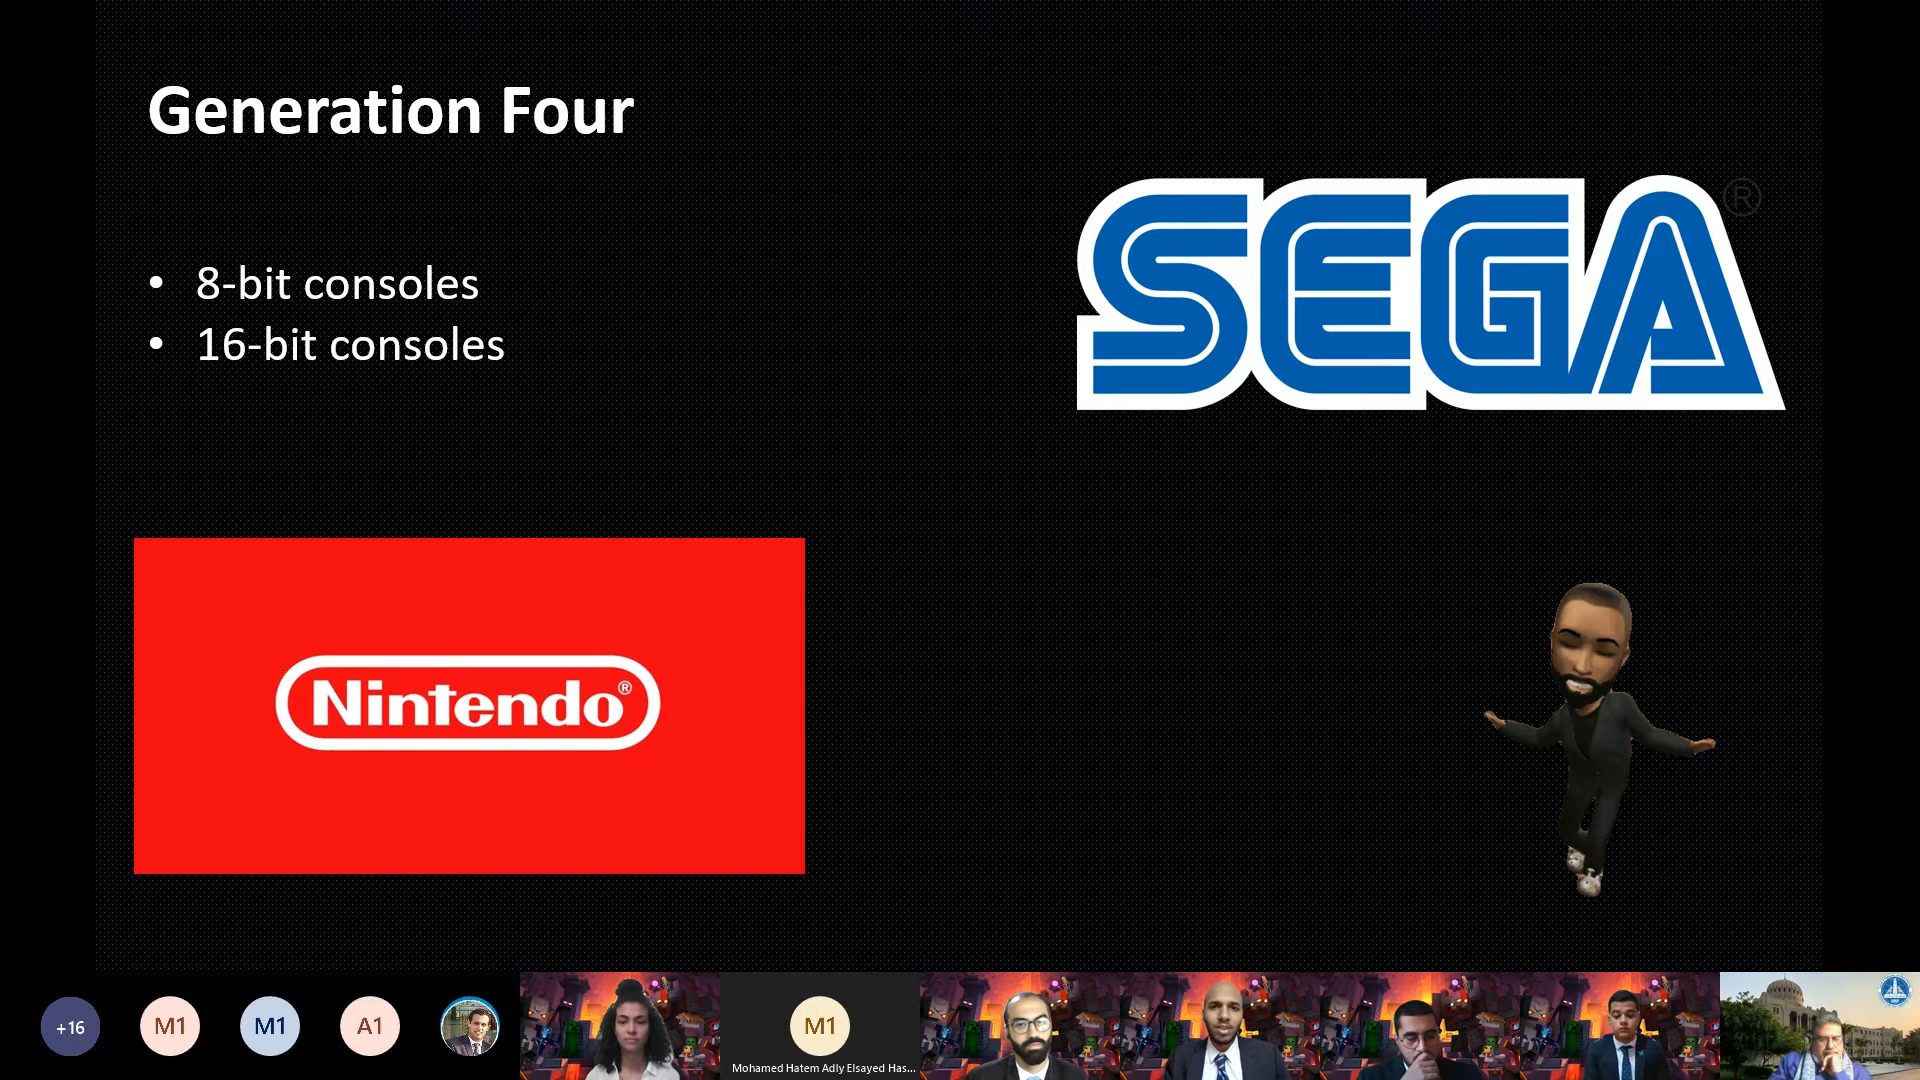 Generation Four
• 8-bit consoles
• 16-bit consoles
SEGA®
Nintendo®
+16
M1
M1
A1
M1
Mohamed Hatem Adly Elsayed Has...